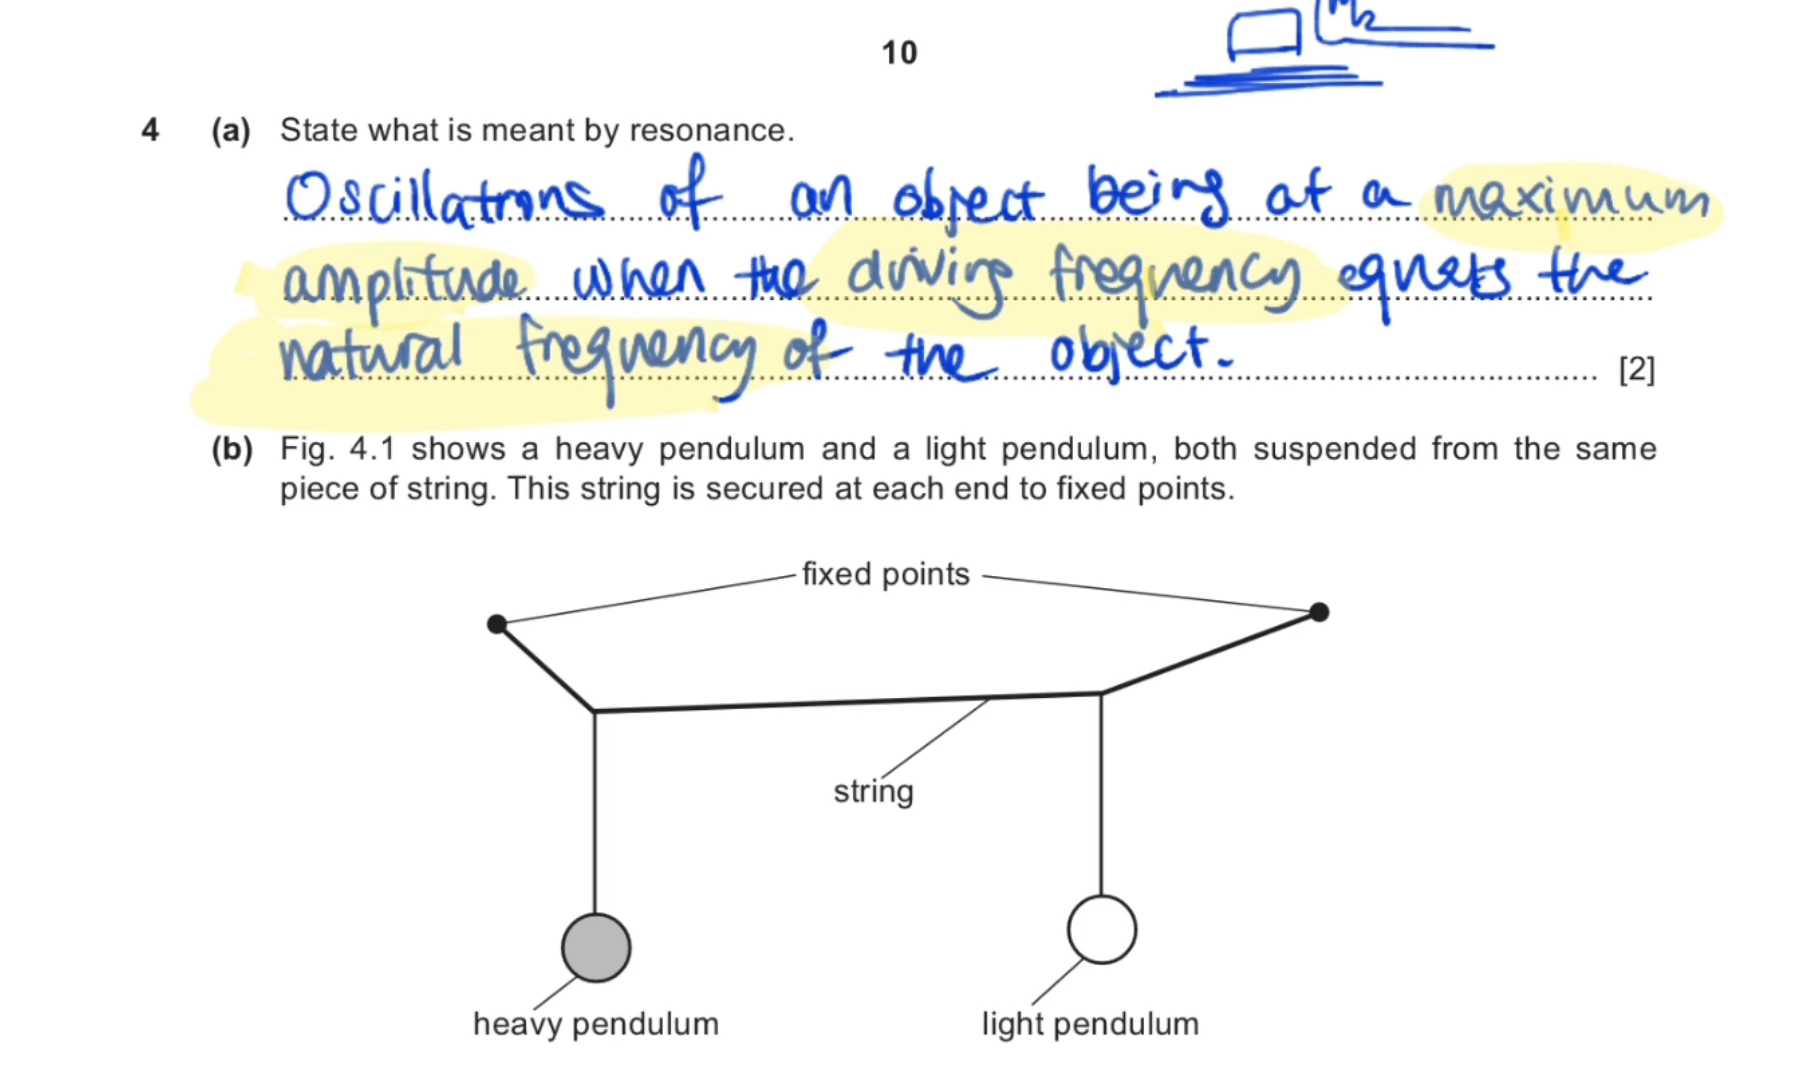 10
4 (a) State what is meant by resonance.
Oscillations of an object being at a maximum
amplitude when the driving frequency equals the
natural frequency of the object.
[2]
(b) Fig. 4.1 shows a heavy pendulum and a light pendulum, both suspended from the same
piece of string. This string is secured at each end to fixed points.
fixed points
string
heavy pendulum
light pendulum